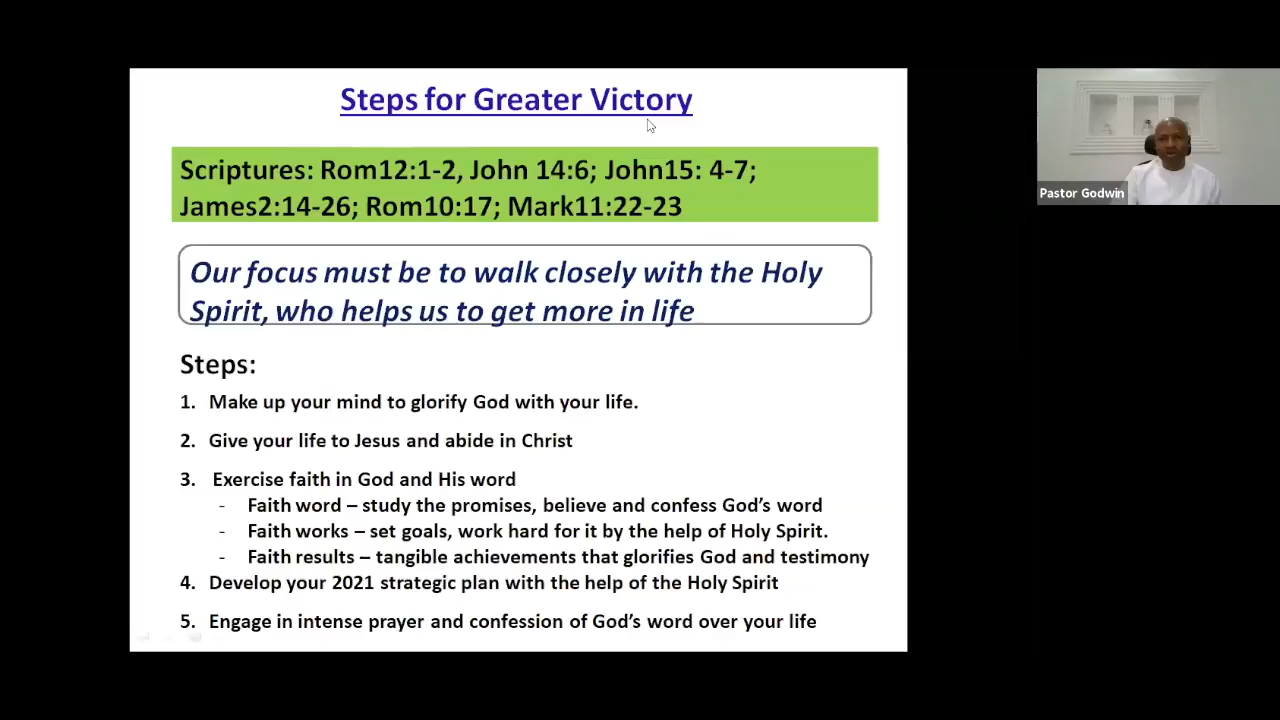 Steps for Greater Victory
Scriptures: Rom12:1-2, John 14:6; John15: 4-7;
James2:14-26; Rom10:17; Mark11:22-23
Our focus must be to walk closely with the Holy
Spirit, who helps us to get more in life
Steps:
1. Make up your mind to glorify God with your life.
2. Give your life to Jesus and abide in Christ
3. Exercise faith in God and His word
- Faith word – study the promises, believe and confess God’s word
- Faith works – set goals, work hard for it by the help of Holy Spirit.
- Faith results – tangible achievements that glorifies God and testimony
4. Develop your 2021 strategic plan with the help of the Holy Spirit
5. Engage in intense prayer and confession of God’s word over your life
Pastor Godwin